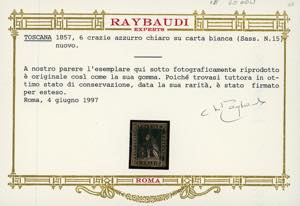 RAYBAUDI
EXPERTS
TOSCANA 1857, 6 crazie azzurro chiaro su carta bianca (Sass. N.15)
nuovo.
A nostro parere l'esemplare qui sotto fotograficamente riprodotto
è originale così come la sua gomma. Poiché trovasi tuttora in ot-
timo stato di conservazione, data la sua rarità, è stato firmato
per esteso.
Roma, 4 giugno 1997
ROMA